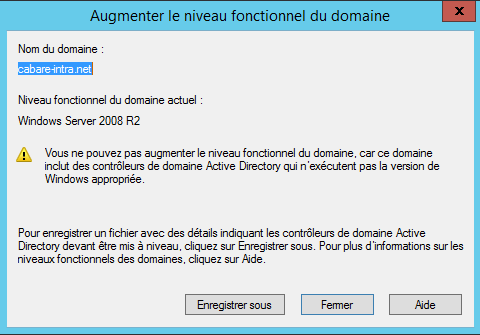 Augmenter le niveau fonctionnel du domaine
x
Nom du domaine :
cabare-intra.net
Niveau fonctionnel du domaine actuel :
Windows Server 2008 R2
Vous ne pouvez pas augmenter le niveau fonctionnel du domaine, car ce domaine
inclut des contrôleurs de domaine Active Directory qui n'exécutent pas la version de
Windows appropriée.
Pour enregistrer un fichier avec des détails indiquant les contrôleurs de domaine Active
Directory devant être mis à niveau, cliquez sur Enregistrer sous. Pour plus d'informations sur les
niveaux fonctionnels des domaines, cliquez sur Aide.
Enregistrer sous Fermer Aide